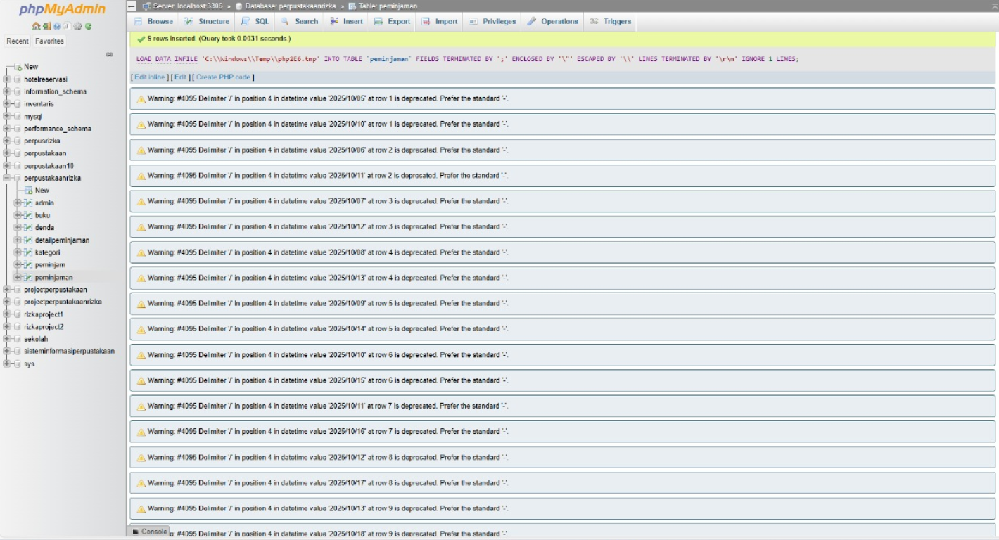 phpMyAdmin
Recent Favorites
New
hotelreservasi
information_schema
inventaris
mysql
performance_schema
perpusrizka
perpustakaan
perpustakaan10
perpustakaanrizka
New
admin
buku
denda
detailpeminjaman
kategori
peminjam
peminjaman
projectperpustakaan
projectperpustakaanrizka
rizkaproject1
rizkaproject2
sekolah
sisteminformasiperpustakaan
sys
Server: localhost:3306 » Database: perpustakaanrizka » Table: peminjaman
Browse Structure SQL Search Insert Export Import Privileges Operations Triggers
9 rows inserted. (Query took 0.0031 seconds.)
LOAD DATA INFILE 'C:\\Windows\\Temp\\php2E6.tmp' INTO TABLE `peminjaman` FIELDS TERMINATED BY ';' ENCLOSED BY '\"' ESCAPED BY '\\' LINES TERMINATED BY '\r\n' IGNORE 1 LINES;
[ Edit inline ] [ Edit ] [ Create PHP code ]
Warning: #4095 Delimiter '/' in position 4 in datetime value '2025/10/05' at row 1 is deprecated. Prefer the standard '-'.
Warning: #4095 Delimiter '/' in position 4 in datetime value '2025/10/10' at row 1 is deprecated. Prefer the standard '-'.
Warning: #4095 Delimiter '/' in position 4 in datetime value '2025/10/06' at row 2 is deprecated. Prefer the standard '-'.
Warning: #4095 Delimiter '/' in position 4 in datetime value '2025/10/11' at row 2 is deprecated. Prefer the standard '-'.
Warning: #4095 Delimiter '/' in position 4 in datetime value '2025/10/07' at row 3 is deprecated. Prefer the standard '-'.
Warning: #4095 Delimiter '/' in position 4 in datetime value '2025/10/12' at row 3 is deprecated. Prefer the standard '-'.
Warning: #4095 Delimiter '/' in position 4 in datetime value '2025/10/08' at row 4 is deprecated. Prefer the standard '-'.
Warning: #4095 Delimiter '/' in position 4 in datetime value '2025/10/13' at row 4 is deprecated. Prefer the standard '-'.
Warning: #4095 Delimiter '/' in position 4 in datetime value '2025/10/09' at row 5 is deprecated. Prefer the standard '-'.
Warning: #4095 Delimiter '/' in position 4 in datetime value '2025/10/14' at row 5 is deprecated. Prefer the standard '-'.
Warning: #4095 Delimiter '/' in position 4 in datetime value '2025/10/10' at row 6 is deprecated. Prefer the standard '-'.
Warning: #4095 Delimiter '/' in position 4 in datetime value '2025/10/15' at row 6 is deprecated. Prefer the standard '-'.
Warning: #4095 Delimiter '/' in position 4 in datetime value '2025/10/11' at row 7 is deprecated. Prefer the standard '-'.
Warning: #4095 Delimiter '/' in position 4 in datetime value '2025/10/16' at row 7 is deprecated. Prefer the standard '-'.
Warning: #4095 Delimiter '/' in position 4 in datetime value '2025/10/12' at row 8 is deprecated. Prefer the standard '-'.
Warning: #4095 Delimiter '/' in position 4 in datetime value '2025/10/17' at row 8 is deprecated. Prefer the standard '-'.
Warning: #4095 Delimiter '/' in position 4 in datetime value '2025/10/13' at row 9 is deprecated. Prefer the standard '-'.
Console g: #4095 Delimiter '/' in position 4 in datetime value '2025/10/18' at row 9 is deprecated. Prefer the standard '-'.